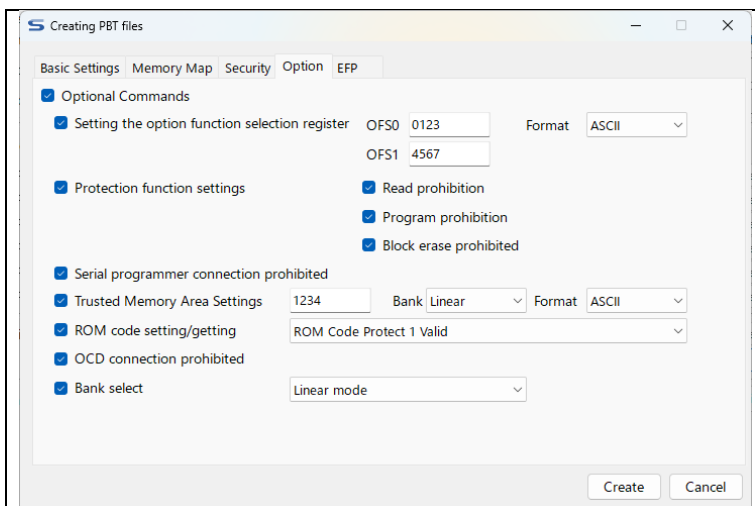 Creating PBT files
Basic Settings Memory Map Security Option EFP
Optional Commands
Setting the option function selection register OFS0 0123 Format ASCII
OFS1 4567
Protection function settings Read prohibition
Program prohibition
Block erase prohibited
Serial programmer connection prohibited
Trusted Memory Area Settings 1234 Bank Linear Format ASCII
ROM code setting/getting ROM Code Protect 1 Valid
OCD connection prohibited
Bank select Linear mode
Create Cancel